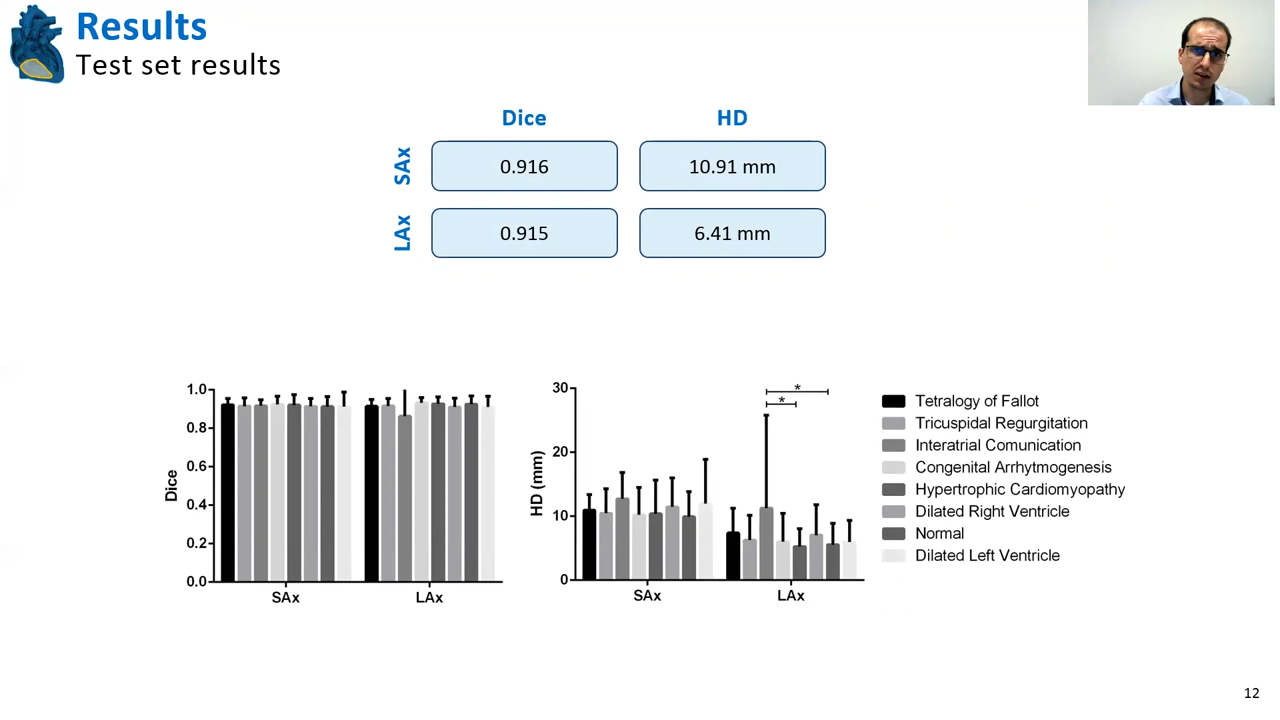 Results
Test set results
Dice HD
SAx 0.916 10.91 mm
LAx 0.915 6.41 mm
1.0
0.8
0.6
0.4
0.2
0.0
Dice
SAx LAx
30
20
10
0
HD (mm)
* *
SAx LAx
Tetralogy of Fallot
Tricuspidal Regurgitation
Interatrial Comunication
Congenital Arrhytmogenesis
Hypertrophic Cardiomyopathy
Dilated Right Ventricle
Normal
Dilated Left Ventricle
12